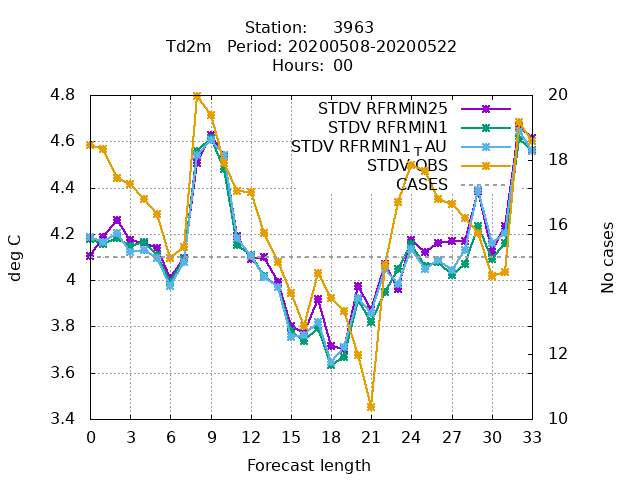 Station: 3963
Td2m Period: 20200508-20200522
Hours: 00
STDV RFRMIN25
STDV RFRMIN1
STDV RFRMIN1TAU
STDV OBS
CASES
4.8
4.6
4.4
4.2
4
3.8
3.6
3.4
20
18
16
14
12
10
deg C
No cases
0 3 6 9 12 15 18 21 24 27 30 33
Forecast length